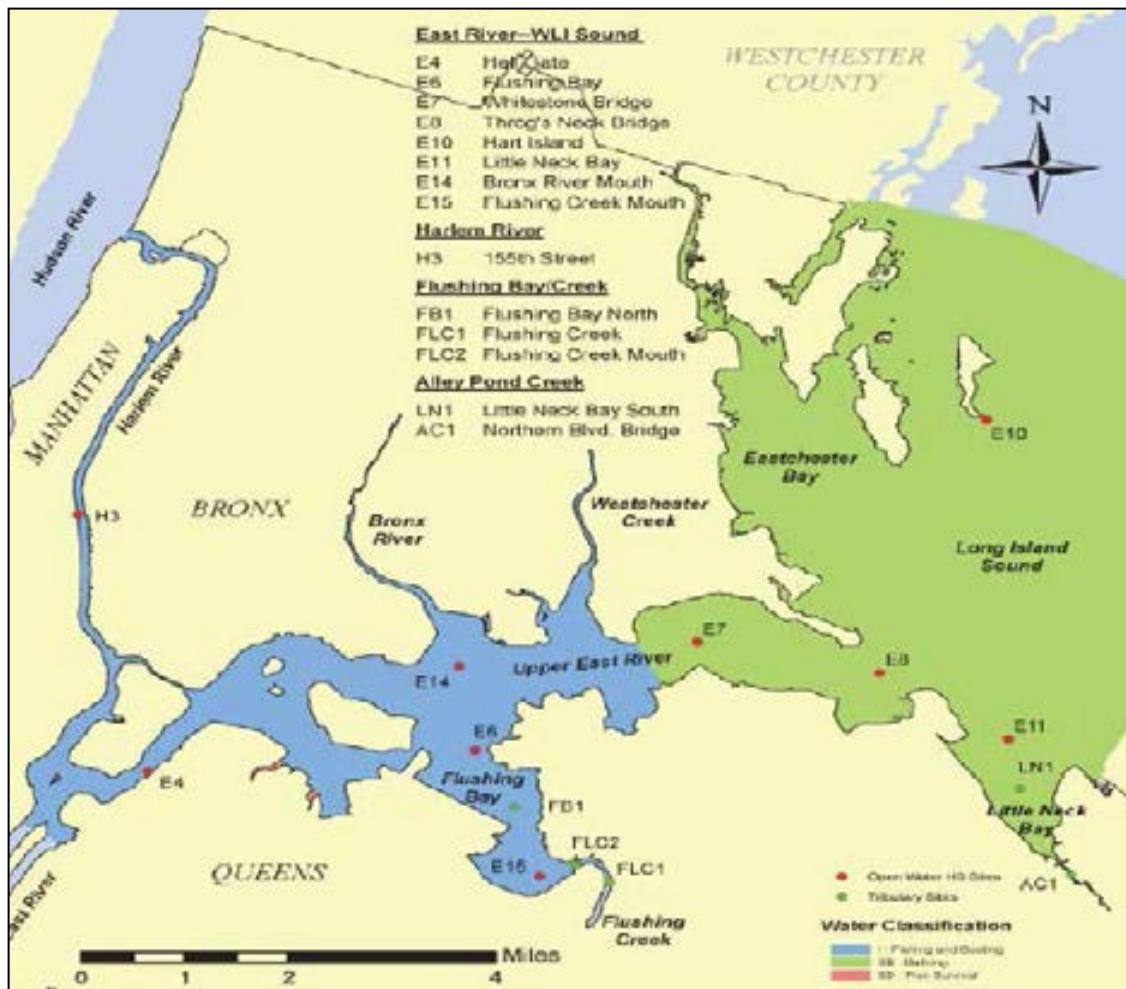 East River–WLI Sound
E4 Hell Gate
E6 Flushing Bay
E7 Whitestone Bridge
E8 Throg's Neck Bridge
E10 Hart Island
E11 Little Neck Bay
E14 Bronx River Mouth
E15 Flushing Creek Mouth
Harlem River
H3 155th Street
Flushing Bay/Creek
FB1 Flushing Bay North
FLC1 Flushing Creek
FLC2 Flushing Creek Mouth
Alley Pond Creek
LN1 Little Neck Bay South
AC1 Northern Blvd. Bridge
WESTCHESTER
COUNTY
N
Hudson River
MANHATTAN
Harlem River
BRONX
H3
Bronx
River
Westchester
Creek
Eastchester
Bay
E10
Long Island
Sound
E7
E8
Upper East River
E14
E6
E4
Flushing
Bay
FB1
E11
LN1
Little Neck
Bay
AC1
FLC2
FLC1
E15
Flushing
Creek
QUEENS
East River
Open Water HS Sites
Tributary Sites
Water Classification
I - Fishing and Boating
SB - Bathing
SD - Fish Survival
Miles
0 1 2 4